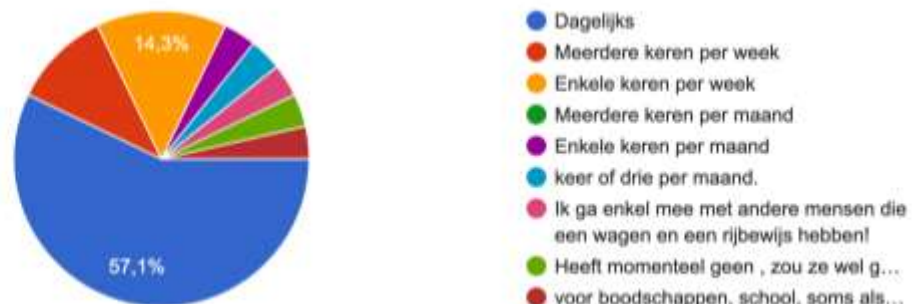 14,3%
57,1%
Dagelijks
Meerdere keren per week
Enkele keren per week
Meerdere keren per maand
Enkele keren per maand
keer of drie per maand.
Ik ga enkel mee met andere mensen die
een wagen en een rijbewijs hebben!
Heeft momenteel geen , zou ze wel g...
voor boodschappen, school, soms als...